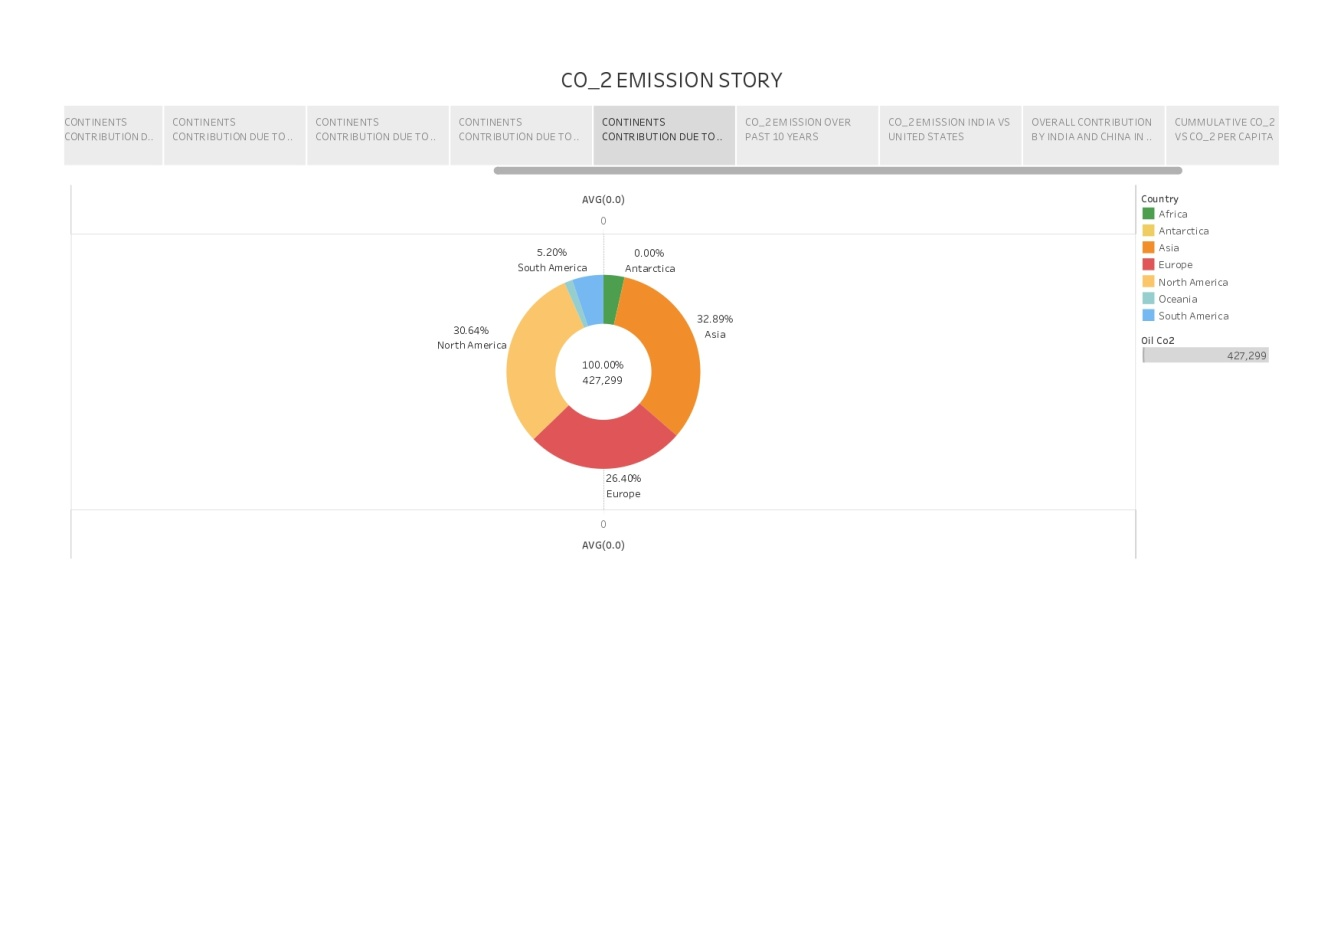 CO_2 EMISSION STORY
CONTINENTS
CONTRIBUTION D..
CONTINENTS
CONTRIBUTION DUE TO..
CONTINENTS
CONTRIBUTION DUE TO..
CONTINENTS
CONTRIBUTION DUE TO..
CONTINENTS
CONTRIBUTION DUE TO..
CO_2 EMISSION OVER
PAST 10 YEARS
CO_2 EMISSION INDIA VS
UNITED STATES
OVERALL CONTRIBUTION
BY INDIA AND CHINA IN ..
CUMMULATIVE CO_2
VS CO_2 PER CAPITA
AVG(0.0)
0
5.20%
South America
0.00%
Antarctica
32.89%
Asia
30.64%
North America
100.00%
427,299
26.40%
Europe
0
AVG(0.0)
Country
Africa
Antarctica
Asia
Europe
North America
Oceania
South America
Oil Co2
427,299